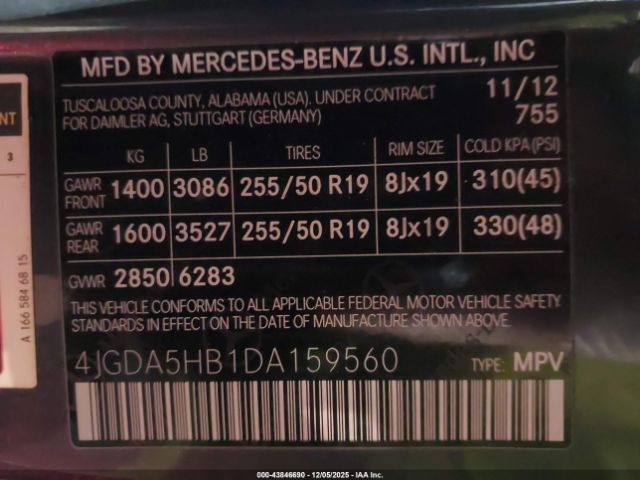 MFD BY MERCEDES-BENZ U.S. INTL., INC
TUSCALOOSA COUNTY, ALABAMA (USA). UNDER CONTRACT 11/12
FOR DAIMLER AG, STUTTGART (GERMANY) 755
KG LB TIRES RIM SIZE COLD KPA (PSI)
GAWR FRONT 1400 3086 255/50 R19 8Jx19 310(45)
GAWR REAR 1600 3527 255/50 R19 8Jx19 330(48)
GVWR 2850 6283
THIS VEHICLE CONFORMS TO ALL APPLICABLE FEDERAL MOTOR VEHICLE SAFETY.
STANDARDS IN EFFECT ON THE DATE OF MANUFACTURE SHOWN ABOVE.
4JGDA5HB1DA159560 TYPE: MPV
3
A 166 584 68 15
000-43846690 - 12/05/2025 - IAA Inc.